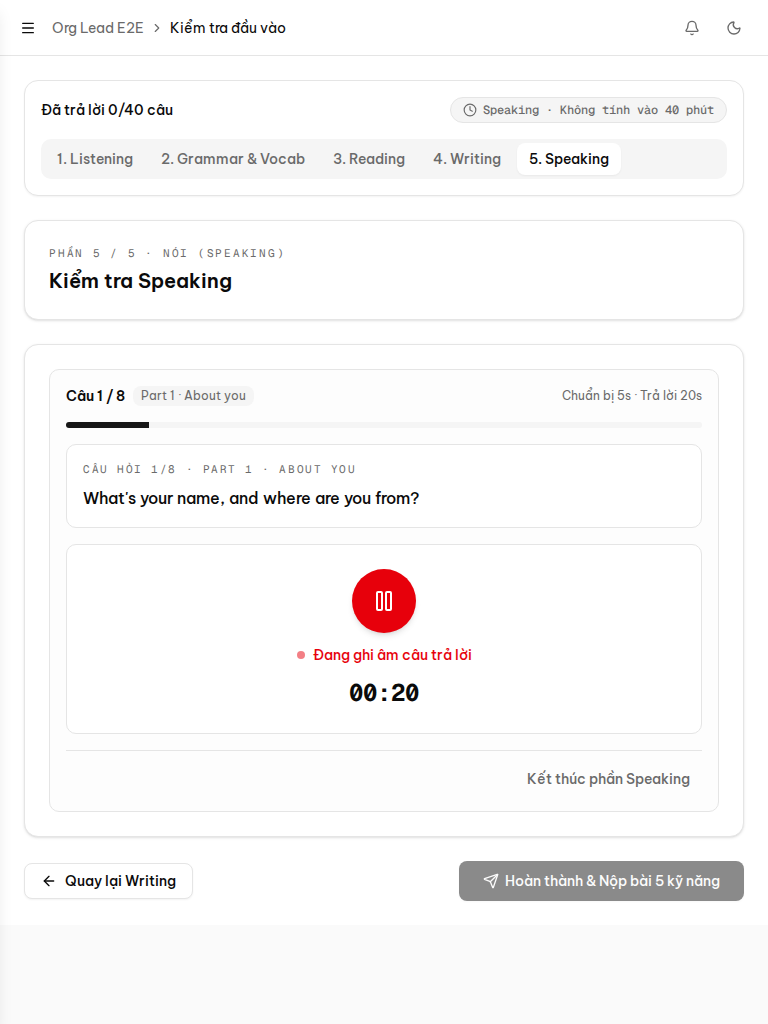 Org Lead E2E > Kiểm tra đầu vào
Đã trả lời 0/40 câu
Speaking · Không tính vào 40 phút
1. Listening 2. Grammar & Vocab 3. Reading 4. Writing 5. Speaking
PHẦN 5 / 5 · NÓI (SPEAKING)
Kiểm tra Speaking
Câu 1 / 8 Part 1 · About you Chuẩn bị 5s · Trả lời 20s
CÂU HỎI 1/8 · PART 1 · ABOUT YOU
What's your name, and where are you from?
Đang ghi âm câu trả lời
00:20
Kết thúc phần Speaking
Quay lại Writing Hoàn thành & Nộp bài 5 kỹ năng